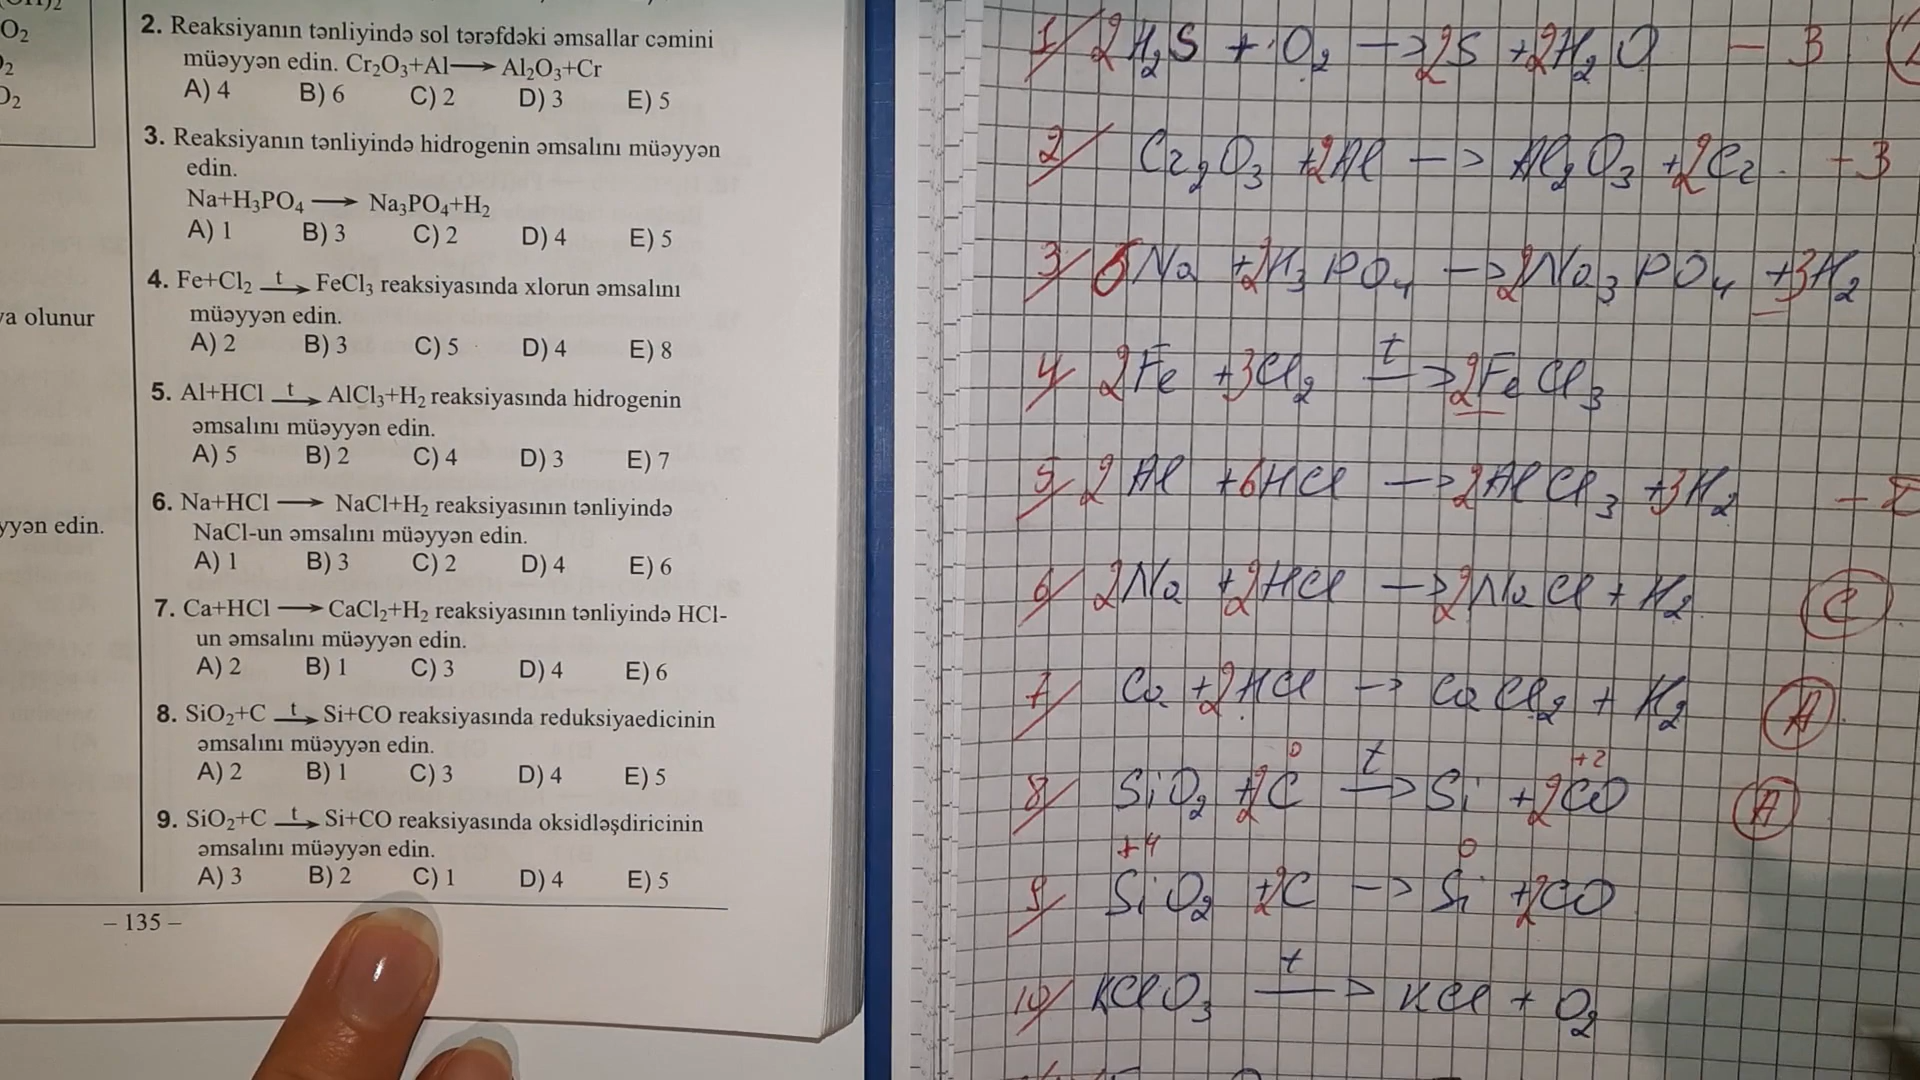 O₂
va olunur
yyən edin.
2. Reaksiyanın tənliyində sol tərəfdəki əmsallar cəmini
müəyyən edin. Cr₂O₃+Al⟶Al₂O₃+Cr
A) 4 B) 6 C) 2 D) 3 E) 5
3. Reaksiyanın tənliyində hidrogenin əmsalını müəyyən
edin.
Na+H₃PO₄ ⟶ Na₃PO₄+H₂
A) 1 B) 3 C) 2 D) 4 E) 5
4. Fe+Cl₂ —t→ FeCl₃ reaksiyasında xlorun əmsalını
müəyyən edin.
A) 2 B) 3 C) 5 D) 4 E) 8
5. Al+HCl —t→ AlCl₃+H₂ reaksiyasında hidrogenin
əmsalını müəyyən edin.
A) 5 B) 2 C) 4 D) 3 E) 7
6. Na+HCl ⟶ NaCl+H₂ reaksiyasının tənliyində
NaCl-un əmsalını müəyyən edin.
A) 1 B) 3 C) 2 D) 4 E) 6
7. Ca+HCl ⟶ CaCl₂+H₂ reaksiyasının tənliyində HCl-
un əmsalını müəyyən edin.
A) 2 B) 1 C) 3 D) 4 E) 6
8. SiO₂+C —t→ Si+CO reaksiyasında reduksiyaedicinin
əmsalını müəyyən edin.
A) 2 B) 1 C) 3 D) 4 E) 5
9. SiO₂+C —t→ Si+CO reaksiyasında oksidləşdiricinin
əmsalını müəyyən edin.
A) 3 B) 2 C) 1 D) 4 E) 5
– 135 –
1/ 2H₂S + O₂ → 2S + 2H₂O – 3
2/ Cr₂O₃ + 2Al → Al₂O₃ + 2Cr – 3
3/ 6Na + 2H₃PO₄ → 2Na₃PO₄ + 3H₂
4/ 2Fe + 3Cl₂ —t→ 2FeCl₃
5/ 2Al + 6HCl → 2AlCl₃ + 3H₂ –
6/ 2Na + 2HCl → 2NaCl + H₂ C
7/ Ca + 2HCl → CaCl₂ + H₂ A
0 +2
8/ SiO₂ + 2C —t→ Si + 2CO A
+4 0
9/ SiO₂ + 2C → Si + 2CO
10/ KClO₃ —t→ KCl + O₂